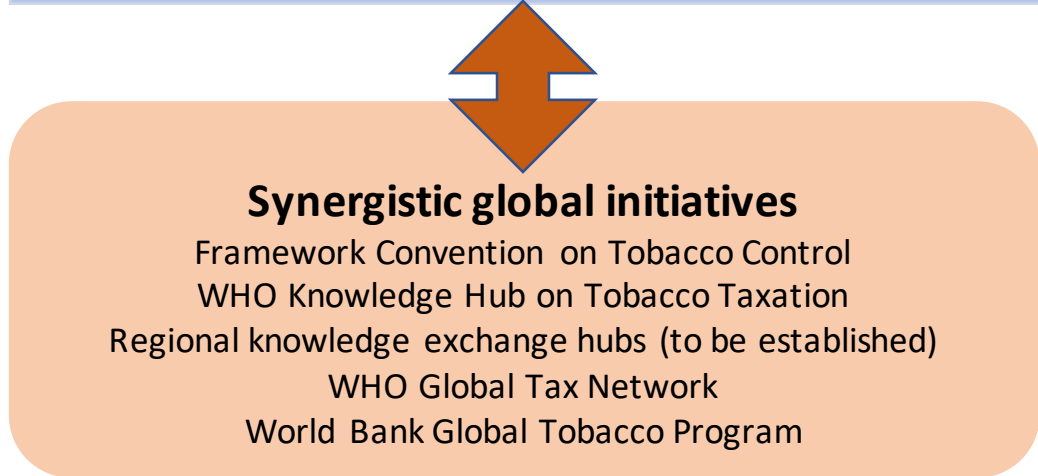 Synergistic global initiatives
Framework Convention on Tobacco Control
WHO Knowledge Hub on Tobacco Taxation
Regional knowledge exchange hubs (to be established)
WHO Global Tax Network
World Bank Global Tobacco Program